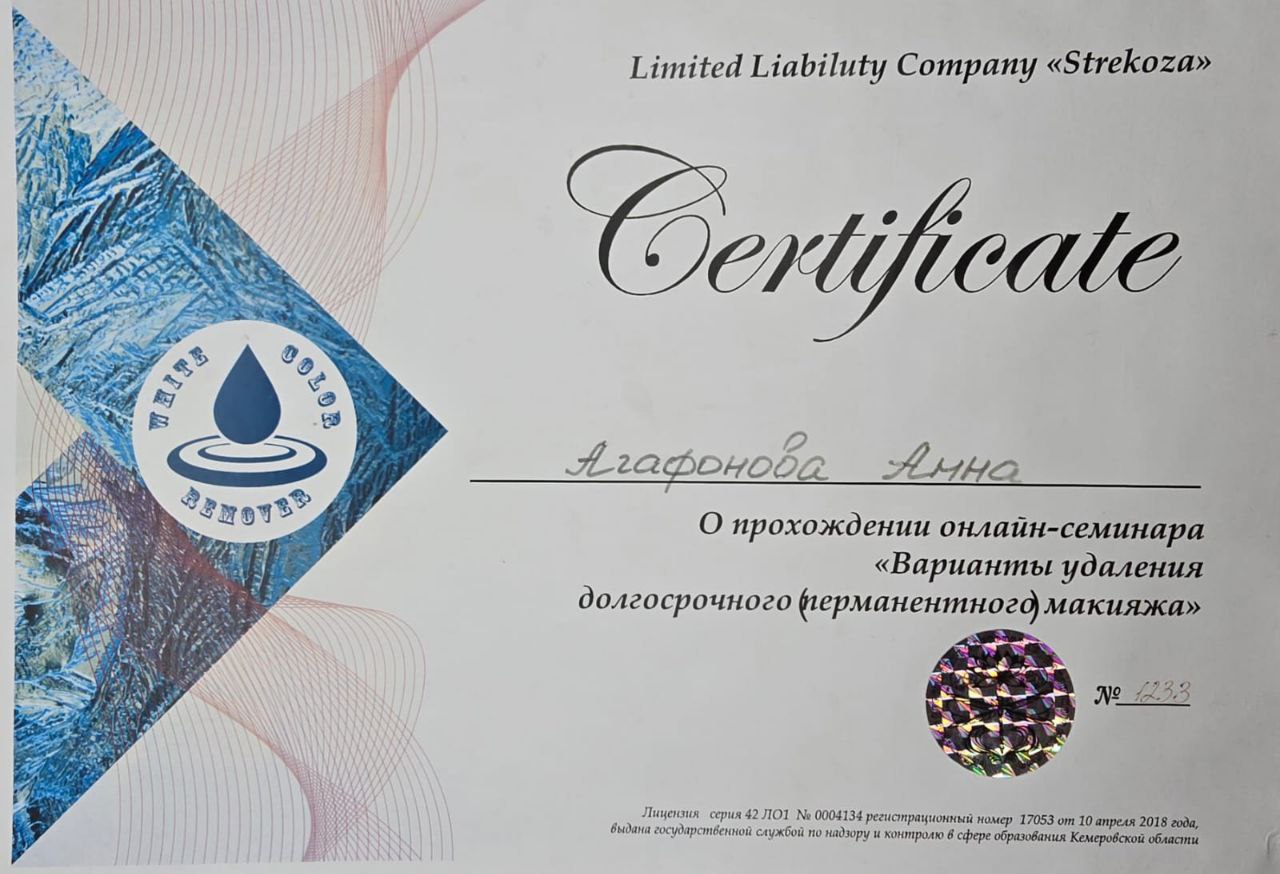 Limited Liabiluty Company «Strekoza»
Certificate
WHITE COLOR
REMOVER
Агафонова Анна
О прохождении онлайн-семинара
«Варианты удаления
долгосрочного (перманентного) макияжа»
№ 1233
Лицензия серия 42 ЛО1 № 0004134 регистрационный номер 17053 от 10 апреля 2018 года,
выдана государственной службой по надзору и контролю в сфере образования Кемеровской области